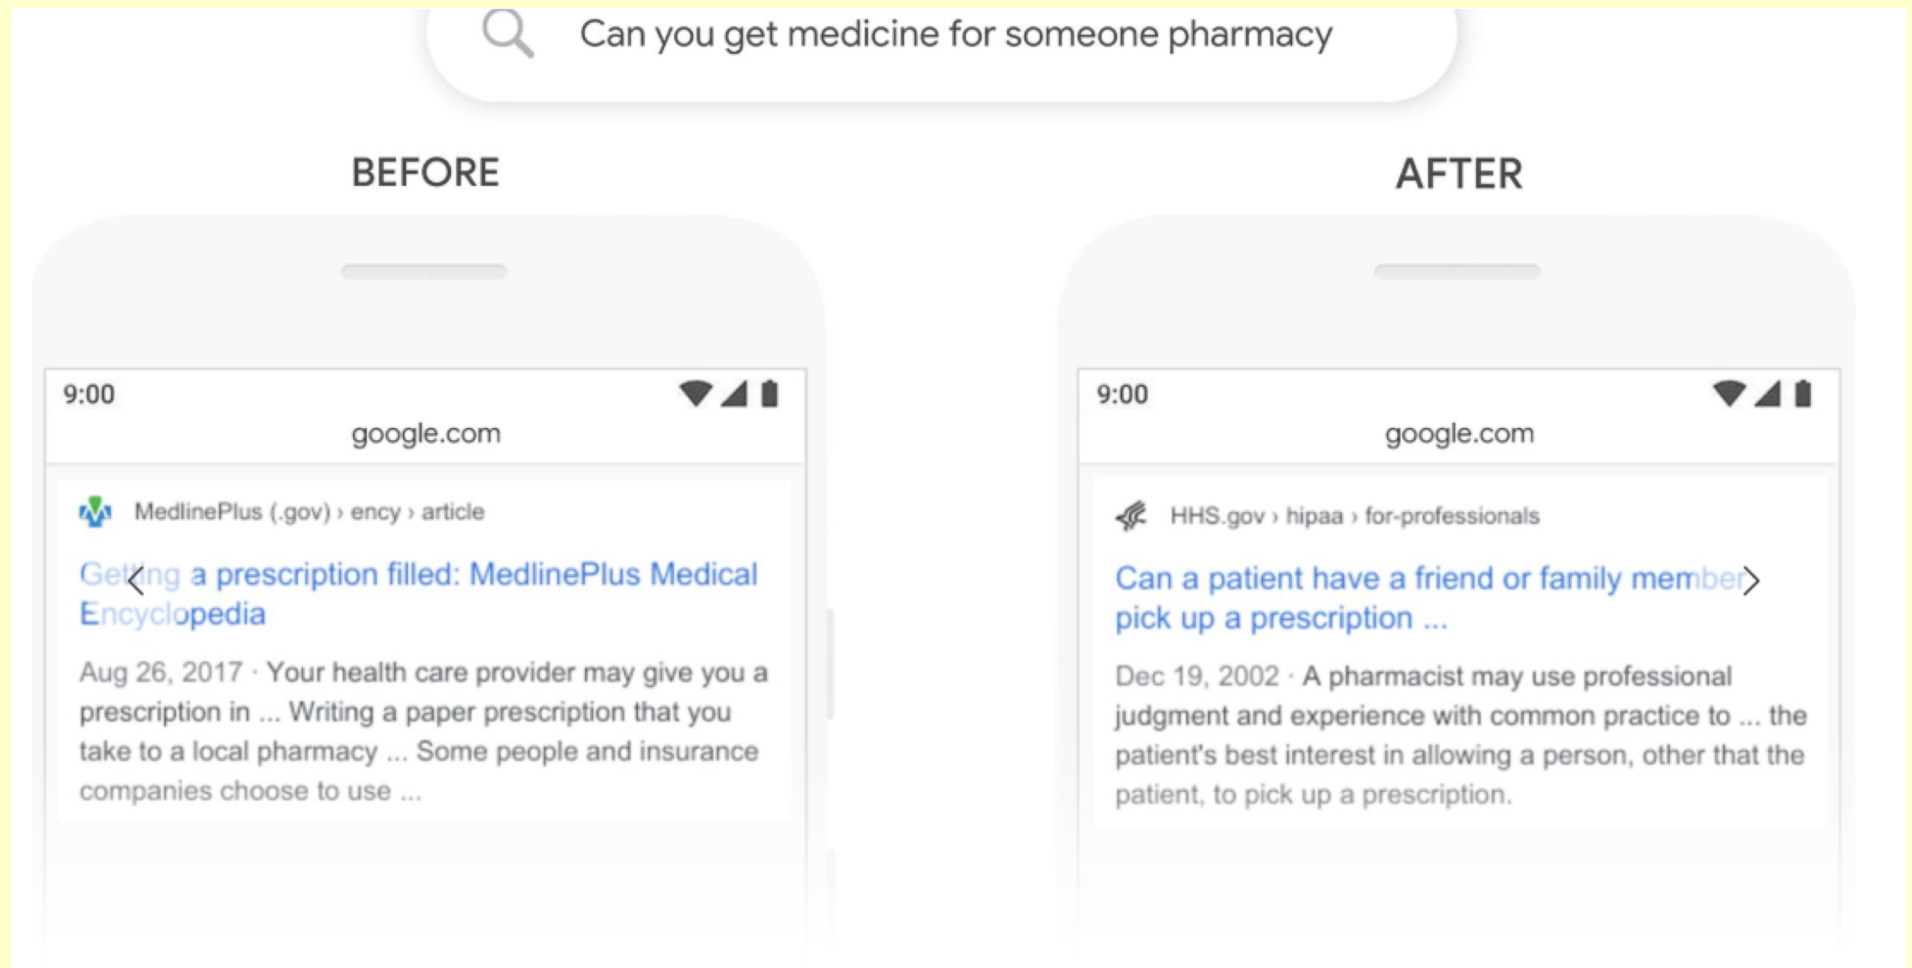 Can you get medicine for someone pharmacy
BEFORE
9:00
google.com
MedlinePlus (.gov) › ency › article
Getting a prescription filled: MedlinePlus Medical
Encyclopedia
Aug 26, 2017 · Your health care provider may give you a
prescription in ... Writing a paper prescription that you
take to a local pharmacy ... Some people and insurance
companies choose to use ...
AFTER
9:00
google.com
HHS.gov › hipaa › for-professionals
Can a patient have a friend or family member
pick up a prescription ...
Dec 19, 2002 · A pharmacist may use professional
judgment and experience with common practice to ... the
patient's best interest in allowing a person, other that the
patient, to pick up a prescription.